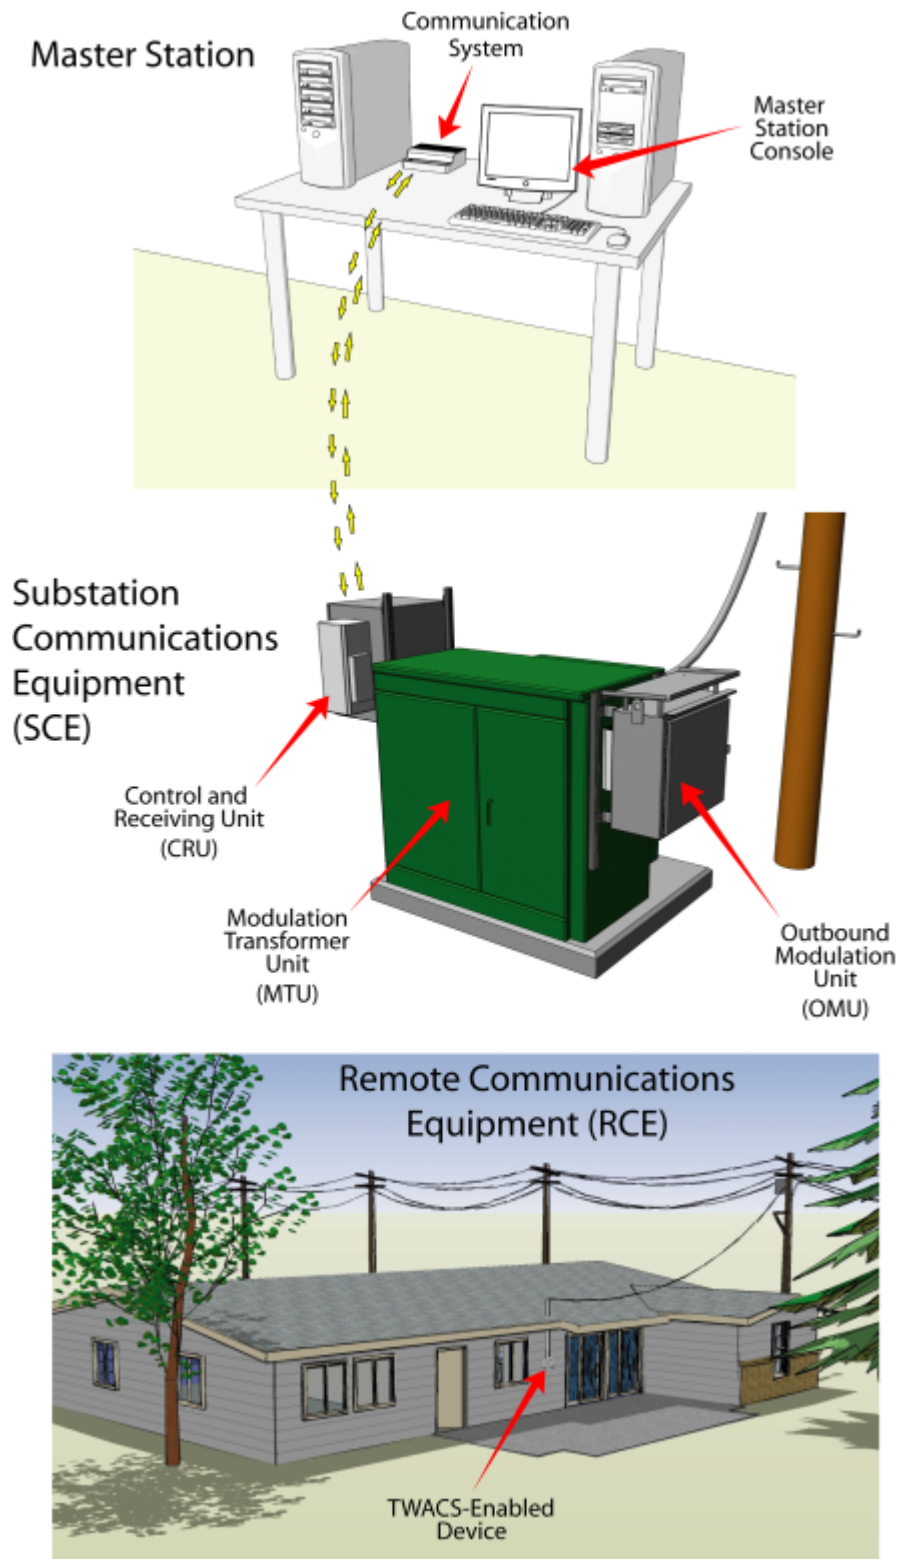 Master Station
Communication
System
Master
Station
Console
Substation
Communications
Equipment
(SCE)
Control and
Receiving Unit
(CRU)
Modulation
Transformer
Unit
(MTU)
Outbound
Modulation
Unit
(OMU)
Remote Communications
Equipment (RCE)
TWACS-Enabled
Device